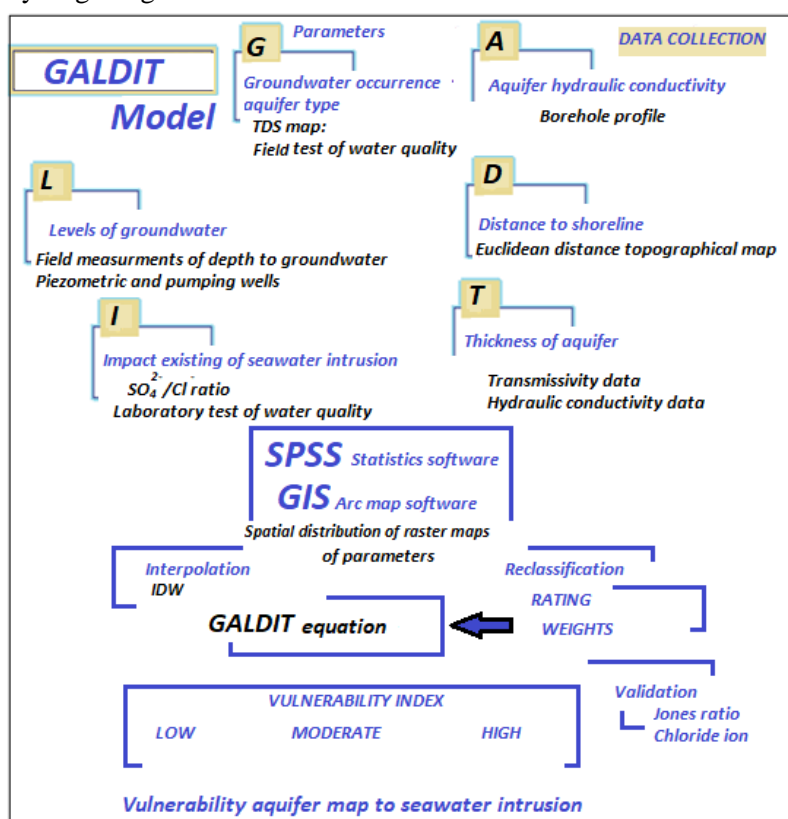 GALDIT
Model
G
Parameters
Groundwater occurrence
aquifer type
TDS map:
Field test of water quality
A
DATA COLLECTION
Aquifer hydraulic conductivity
Borehole profile
L
Levels of groundwater
Field measurments of depth to groundwater
Piezometric and pumping wells
D
Distance to shoreline
Euclidean distance topographical map
I
Impact existing of seawater intrusion
SO₄²⁻/Cl⁻ ratio
Laboratory test of water quality
T
Thickness of aquifer
Transmissivity data
Hydraulic conductivity data
SPSS Statistics software
GIS Arc map software
Spatial distribution of raster maps
of parameters
Interpolation
IDW
Reclassification
RATING
WEIGHTS
GALDIT equation
VULNERABILITY INDEX
LOW MODERATE HIGH
Validation
Jones ratio
Chloride ion
Vulnerability aquifer map to seawater intrusion